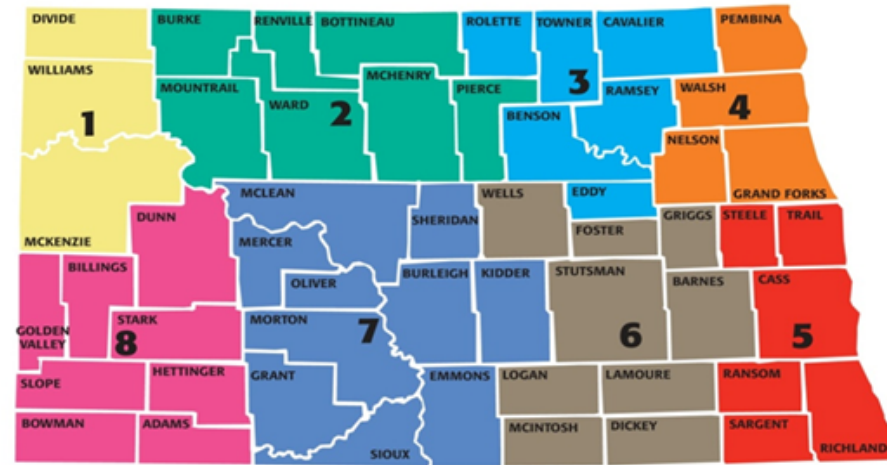 DIVIDE
BURKE
RENVILLE
BOTTINEAU
ROLETTE
TOWNER
CAVALIER
PEMBINA
WILLIAMS
MOUNTRAIL
WARD
MCHENRY
PIERCE
BENSON
RAMSEY
WALSH
1
2
3
4
NELSON
GRAND FORKS
MCKENZIE
DUNN
MCLEAN
SHERIDAN
WELLS
EDDY
FOSTER
GRIGGS
STEELE
TRAIL
MERCER
OLIVER
BURLEIGH
KIDDER
STUTSMAN
BARNES
CASS
BILLINGS
GOLDEN
VALLEY
STARK
8
MORTON
7
6
5
SLOPE
HETTINGER
GRANT
EMMONS
LOGAN
LAMOURE
RANSOM
BOWMAN
ADAMS
SIOUX
MCINTOSH
DICKEY
SARGENT
RICHLAND